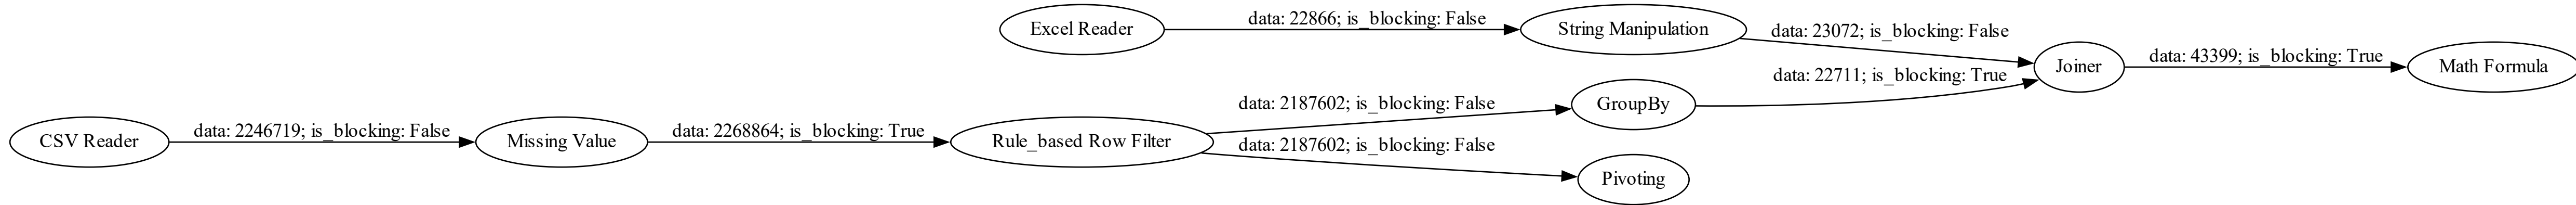 Excel Reader
data: 22866; is_blocking: False
String Manipulation
data: 23072; is_blocking: False
Joiner
data: 43399; is_blocking: True
Math Formula
data: 22711; is_blocking: True
GroupBy
data: 2187602; is_blocking: False
CSV Reader
data: 2246719; is_blocking: False
Missing Value
data: 2268864; is_blocking: True
Rule_based Row Filter
data: 2187602; is_blocking: False
Pivoting